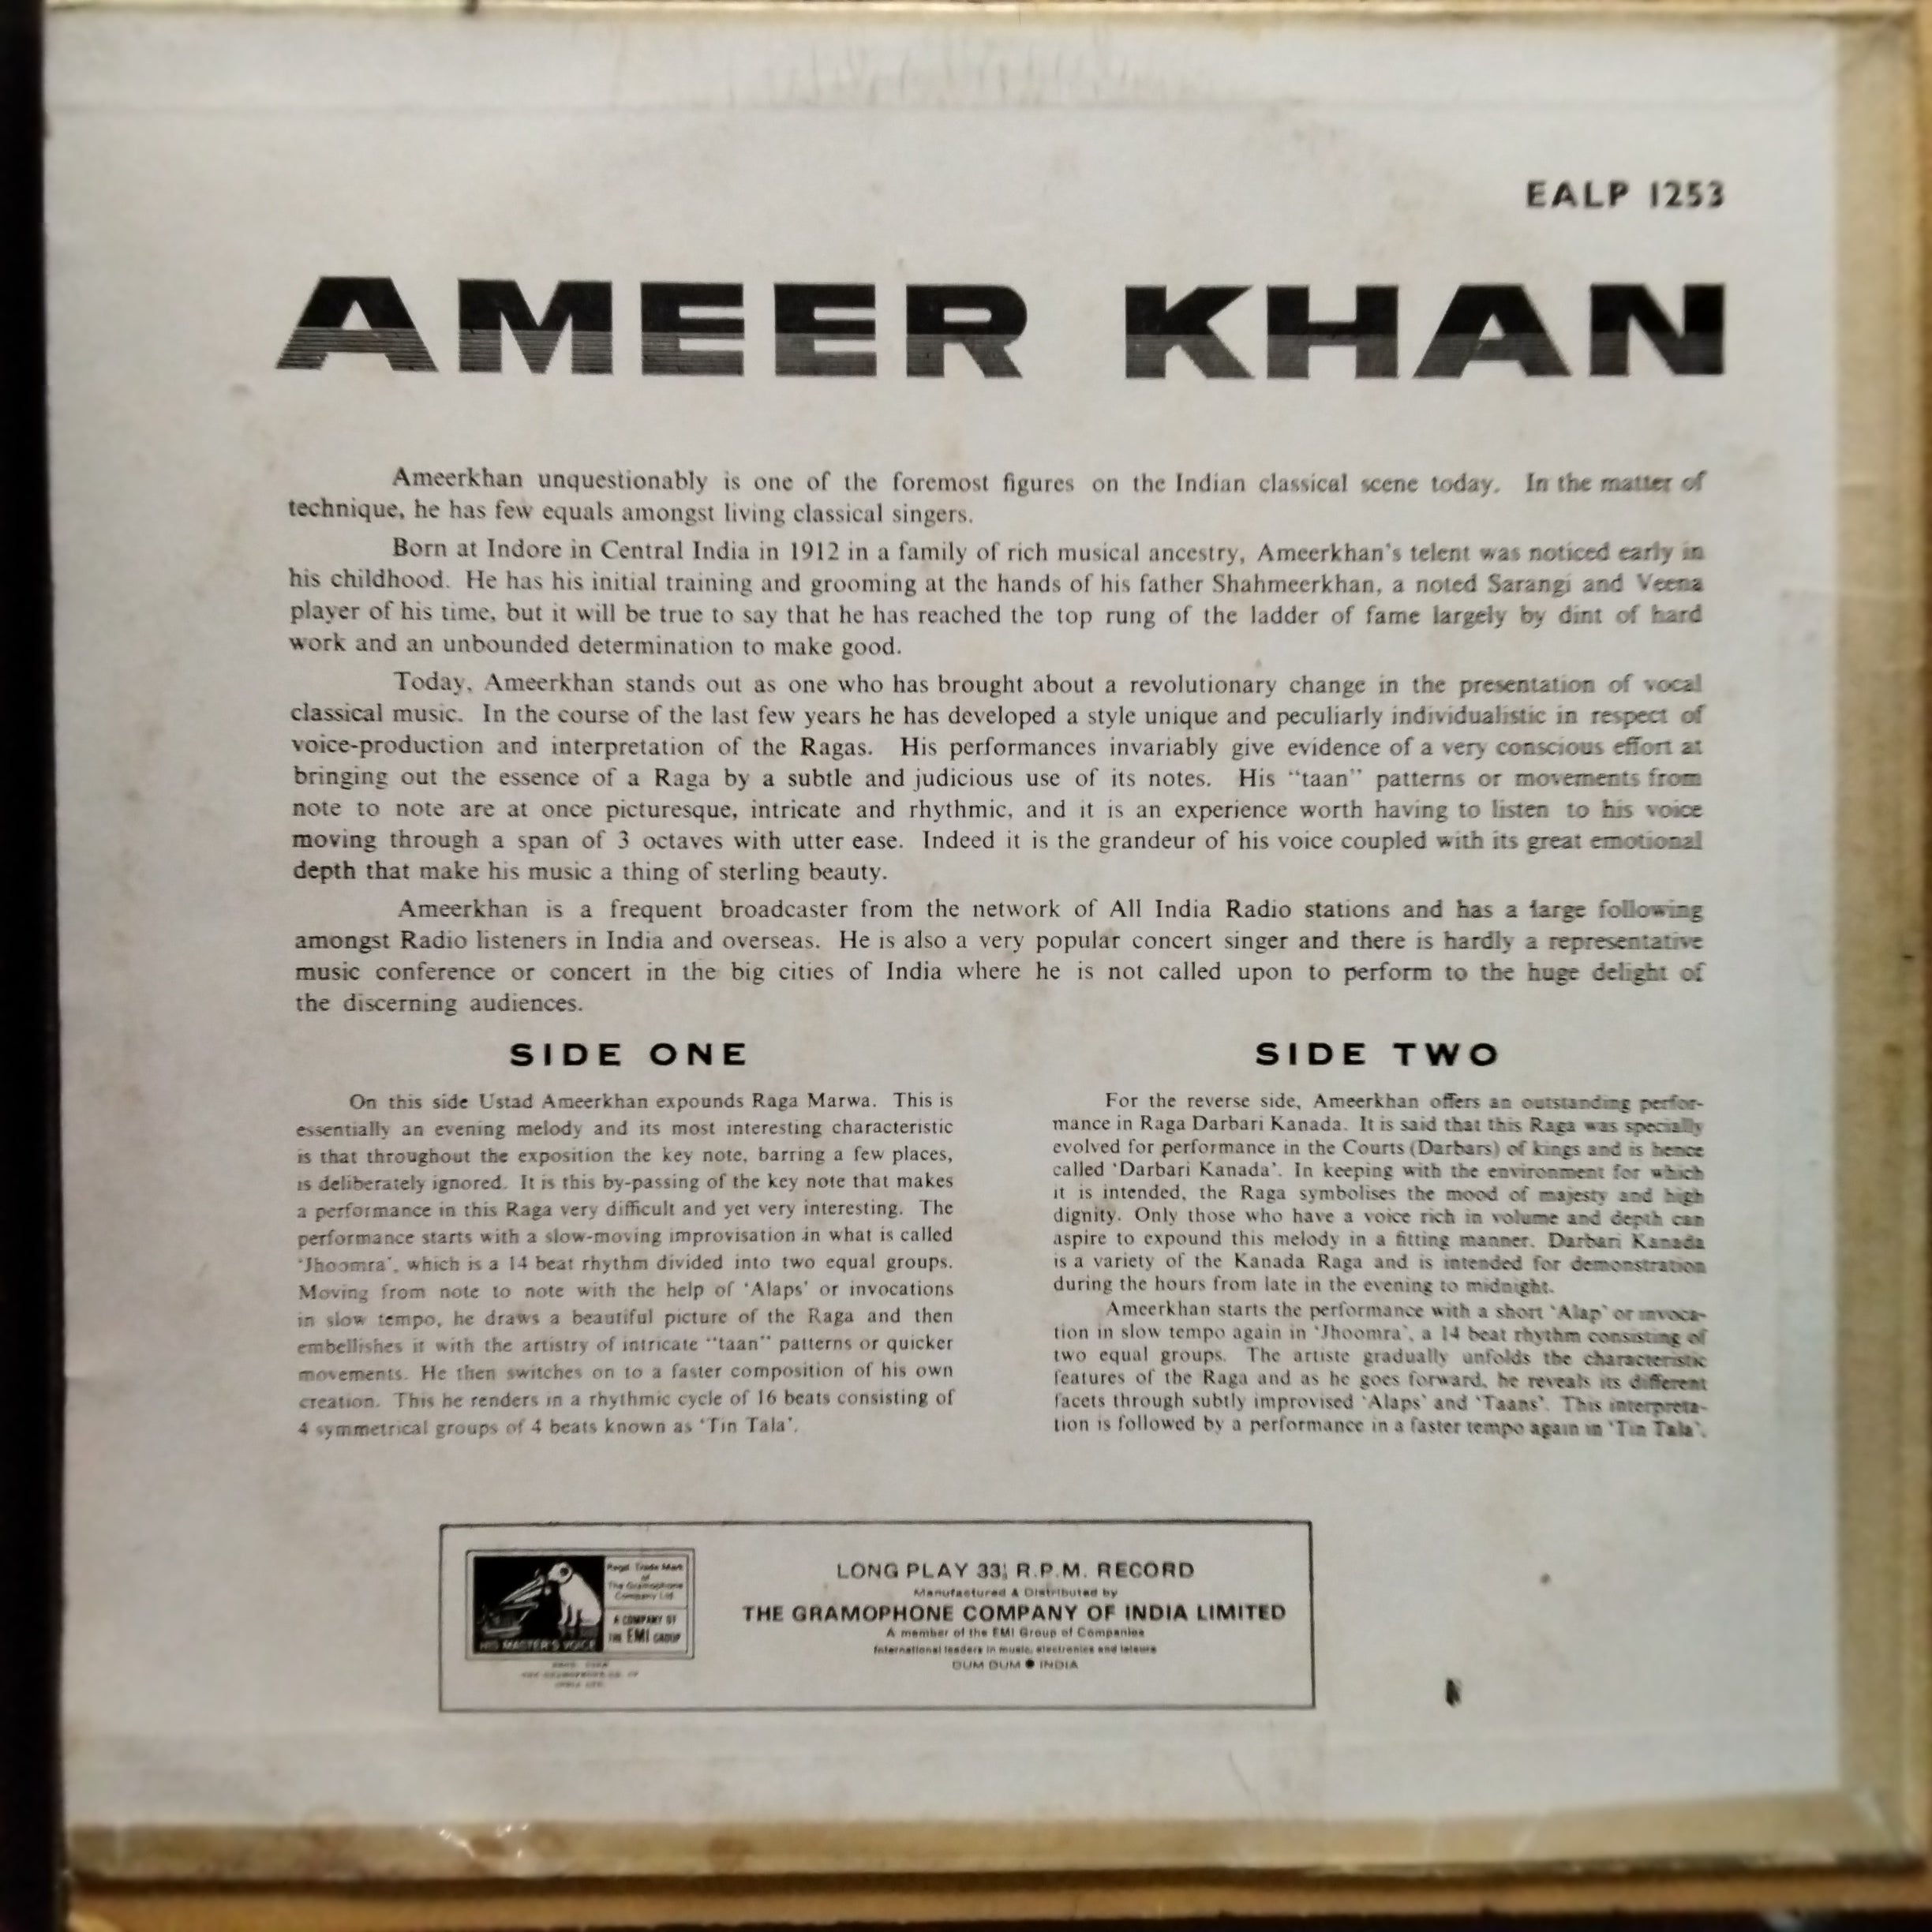 EALP 1253
AMEER KHAN
Ameerkhan unquestionably is one of the foremost figures on the Indian classical scene today. In the matter of
technique, he has few equals amongst living classical singers.
Born at Indore in Central India in 1912 in a family of rich musical ancestry, Ameerkhan's telent was noticed early in
his childhood. He has his initial training and grooming at the hands of his father Shahmeerkhan, a noted Sarangi and Veena
player of his time, but it will be true to say that he has reached the top rung of the ladder of fame largely by dint of hard
work and an unbounded determination to make good.
Today, Ameerkhan stands out as one who has brought about a revolutionary change in the presentation of vocal
classical music. In the course of the last few years he has developed a style unique and peculiarly individualistic in respect of
voice-production and interpretation of the Ragas. His performances invariably give evidence of a very conscious effort at
bringing out the essence of a Raga by a subtle and judicious use of its notes. His "taan" patterns or movements from
note to note are at once picturesque, intricate and rhythmic, and it is an experience worth having to listen to his voice
moving through a span of 3 octaves with utter ease. Indeed it is the grandeur of his voice coupled with its great emotional
depth that make his music a thing of sterling beauty.
Ameerkhan is a frequent broadcaster from the network of All India Radio stations and has a large following
amongst Radio listeners in India and overseas. He is also a very popular concert singer and there is hardly a representative
music conference or concert in the big cities of India where he is not called upon to perform to the huge delight of
the discerning audiences.
SIDE ONE
On this side Ustad Ameerkhan expounds Raga Marwa. This is
essentially an evening melody and its most interesting characteristic
is that throughout the exposition the key note, barring a few places,
is deliberately ignored. It is this by-passing of the key note that makes
a performance in this Raga very difficult and yet very interesting. The
performance starts with a slow-moving improvisation in what is called
'Jhoomra', which is a 14 beat rhythm divided into two equal groups.
Moving from note to note with the help of 'Alaps' or invocations
in slow tempo, he draws a beautiful picture of the Raga and then
embellishes it with the artistry of intricate "taan" patterns or quicker
movements. He then switches on to a faster composition of his own
creation. This he renders in a rhythmic cycle of 16 beats consisting of
4 symmetrical groups of 4 beats known as 'Tin Tala'.
SIDE TWO
For the reverse side, Ameerkhan offers an outstanding perfor-
mance in Raga Darbari Kanada. It is said that this Raga was specially
evolved for performance in the Courts (Darbars) of kings and is hence
called 'Darbari Kanada'. In keeping with the environment for which
it is intended, the Raga symbolises the mood of majesty and high
dignity. Only those who have a voice rich in volume and depth can
aspire to expound this melody in a fitting manner. Darbari Kanada
is a variety of the Kanada Raga and is intended for demonstration
during the hours from late in the evening to midnight.
Ameerkhan starts the performance with a short 'Alap' or invoca-
tion in slow tempo again in 'Jhoomra', a 14 beat rhythm consisting of
two equal groups. The artiste gradually unfolds the characteristic
features of the Raga and as he goes forward, he reveals its different
facets through subtly improvised 'Alaps' and 'Taans'. This interpreta-
tion is followed by a performance in a faster tempo again in 'Tin Tala'.
HIS MASTER'S VOICE
Regd. Trade Mark
of
The Gramophone
Company Ltd.
A COMPANY OF
THE EMI GROUP
LONG PLAY 33⅓ R.P.M. RECORD
Manufactured & Distributed by
THE GRAMOPHONE COMPANY OF INDIA LIMITED
A member of the EMI Group of Companies
International leaders in music, electronics and leisure
DUM DUM ● INDIA